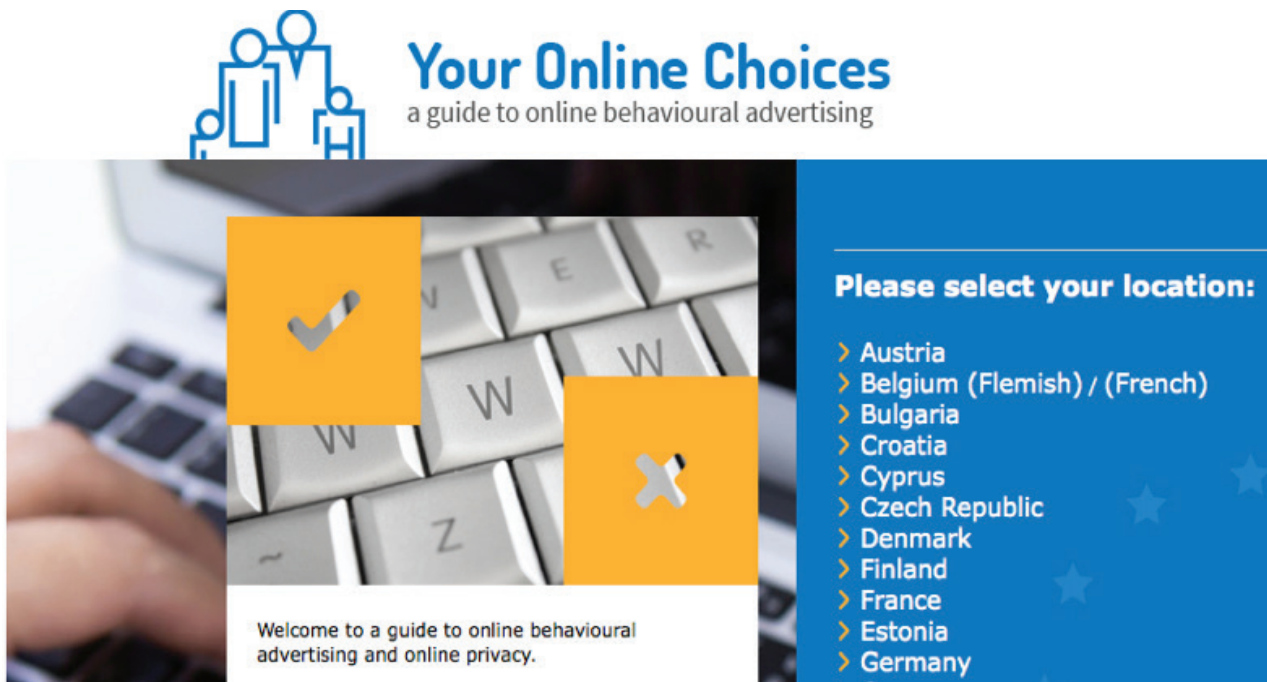 Your Online Choices
a guide to online behavioural advertising
E
R
V
W
W
W
Z
~
Welcome to a guide to online behavioural
advertising and online privacy.
Please select your location:
> Austria
> Belgium (Flemish) / (French)
> Bulgaria
> Croatia
> Cyprus
> Czech Republic
> Denmark
> Finland
> France
> Estonia
> Germany